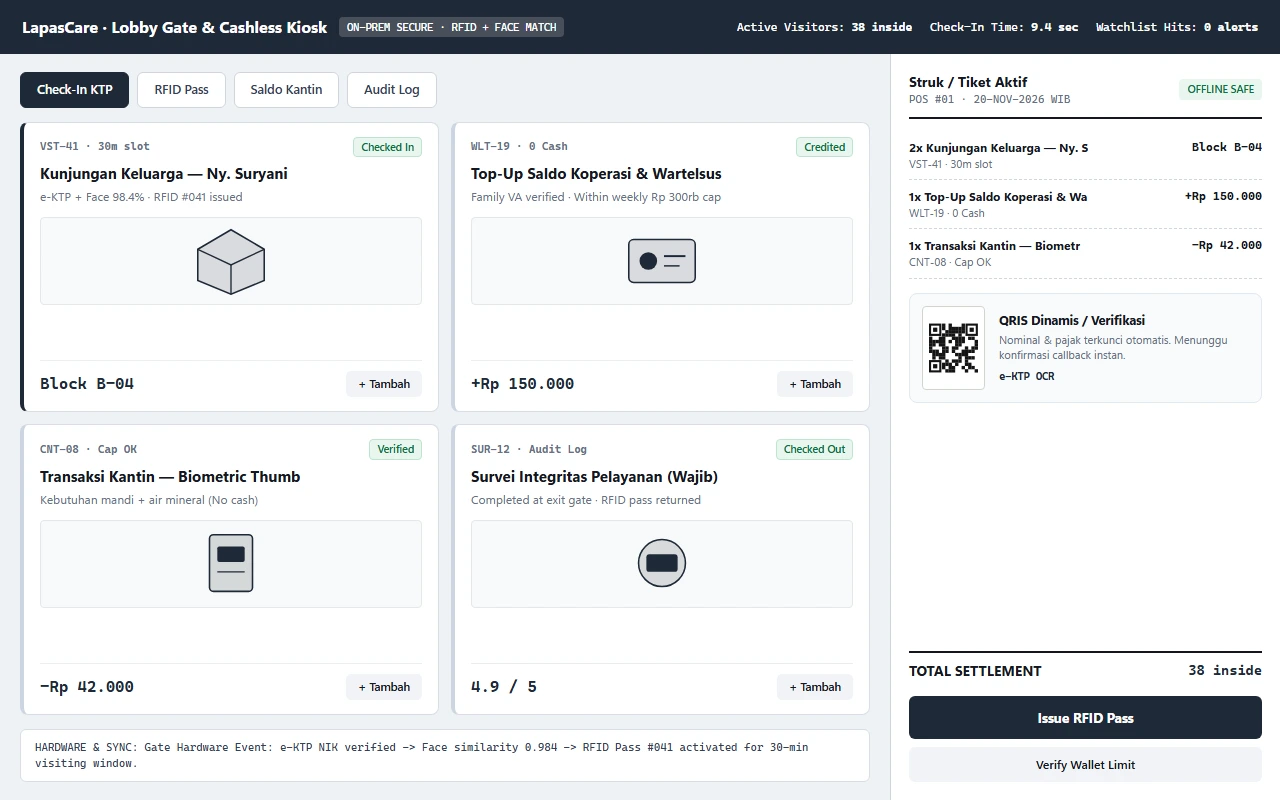 LapasCare · Lobby Gate & Cashless Kiosk
ON-PREM SECURE · RFID + FACE MATCH
Active Visitors: 38 inside
Check-In Time: 9.4 sec
Watchlist Hits: 0 alerts
Check-In KTP
RFID Pass
Saldo Kantin
Audit Log
VST-41 · 30m slot
Checked In
Kunjungan Keluarga — Ny. Suryani
e-KTP + Face 98.4% · RFID #041 issued
Block B-04
+ Tambah
WLT-19 · 0 Cash
Credited
Top-Up Saldo Koperasi & Wartelsus
Family VA verified · Within weekly Rp 300rb cap
+Rp 150.000
+ Tambah
CNT-08 · Cap OK
Verified
Transaksi Kantin — Biometric Thumb
Kebutuhan mandi + air mineral (No cash)
−Rp 42.000
+ Tambah
SUR-12 · Audit Log
Checked Out
Survei Integritas Pelayanan (Wajib)
Completed at exit gate · RFID pass returned
4.9 / 5
+ Tambah
HARDWARE & SYNC: Gate Hardware Event: e-KTP NIK verified -> Face similarity 0.984 -> RFID Pass #041 activated for 30-min
visiting window.
Struk / Tiket Aktif
POS #01 · 20-NOV-2026 WIB
OFFLINE SAFE
2x Kunjungan Keluarga — Ny. S
Block B-04
VST-41 · 30m slot
1x Top-Up Saldo Koperasi & Wa
+Rp 150.000
WLT-19 · 0 Cash
1x Transaksi Kantin — Biometr
−Rp 42.000
CNT-08 · Cap OK
QRIS Dinamis / Verifikasi
Nominal & pajak terkunci otomatis. Menunggu
konfirmasi callback instan.
e-KTP OCR
TOTAL SETTLEMENT
38 inside
Issue RFID Pass
Verify Wallet Limit